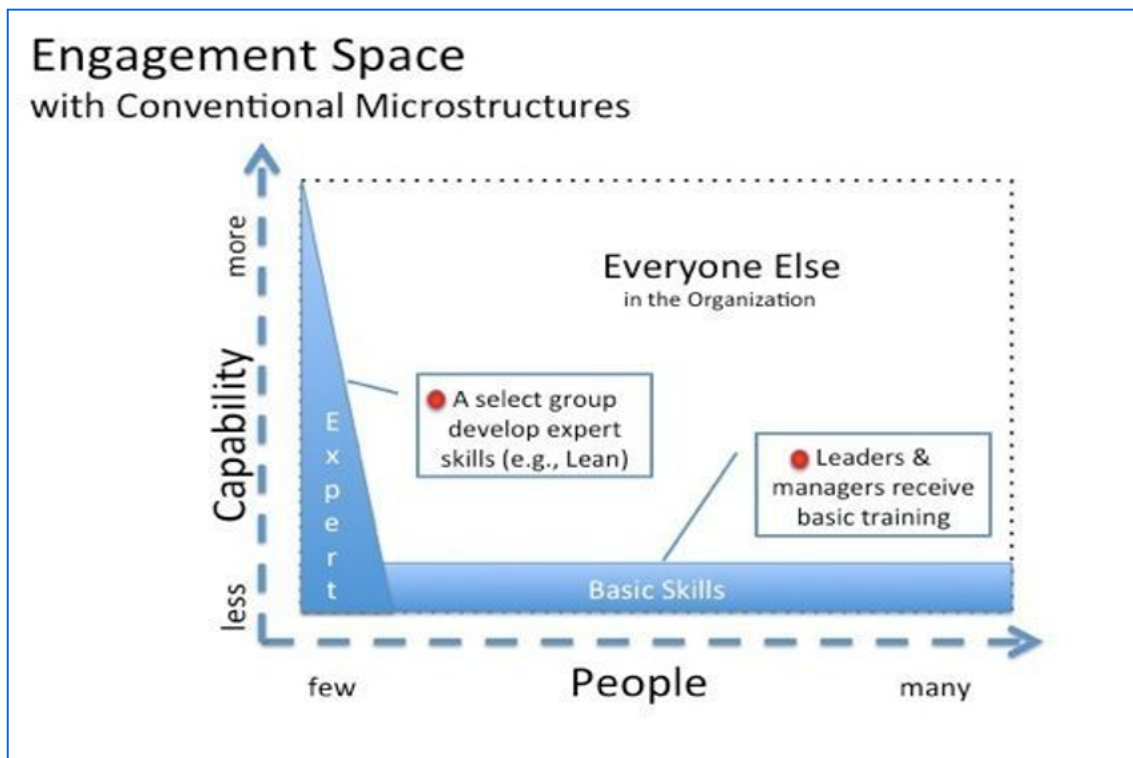 Engagement Space
with Conventional Microstructures
more
Everyone Else
in the Organization
Capability
A select group
develop expert
skills (e.g., Lean)
Leaders &
managers receive
basic training
Expert
less
Basic Skills
few
People
many